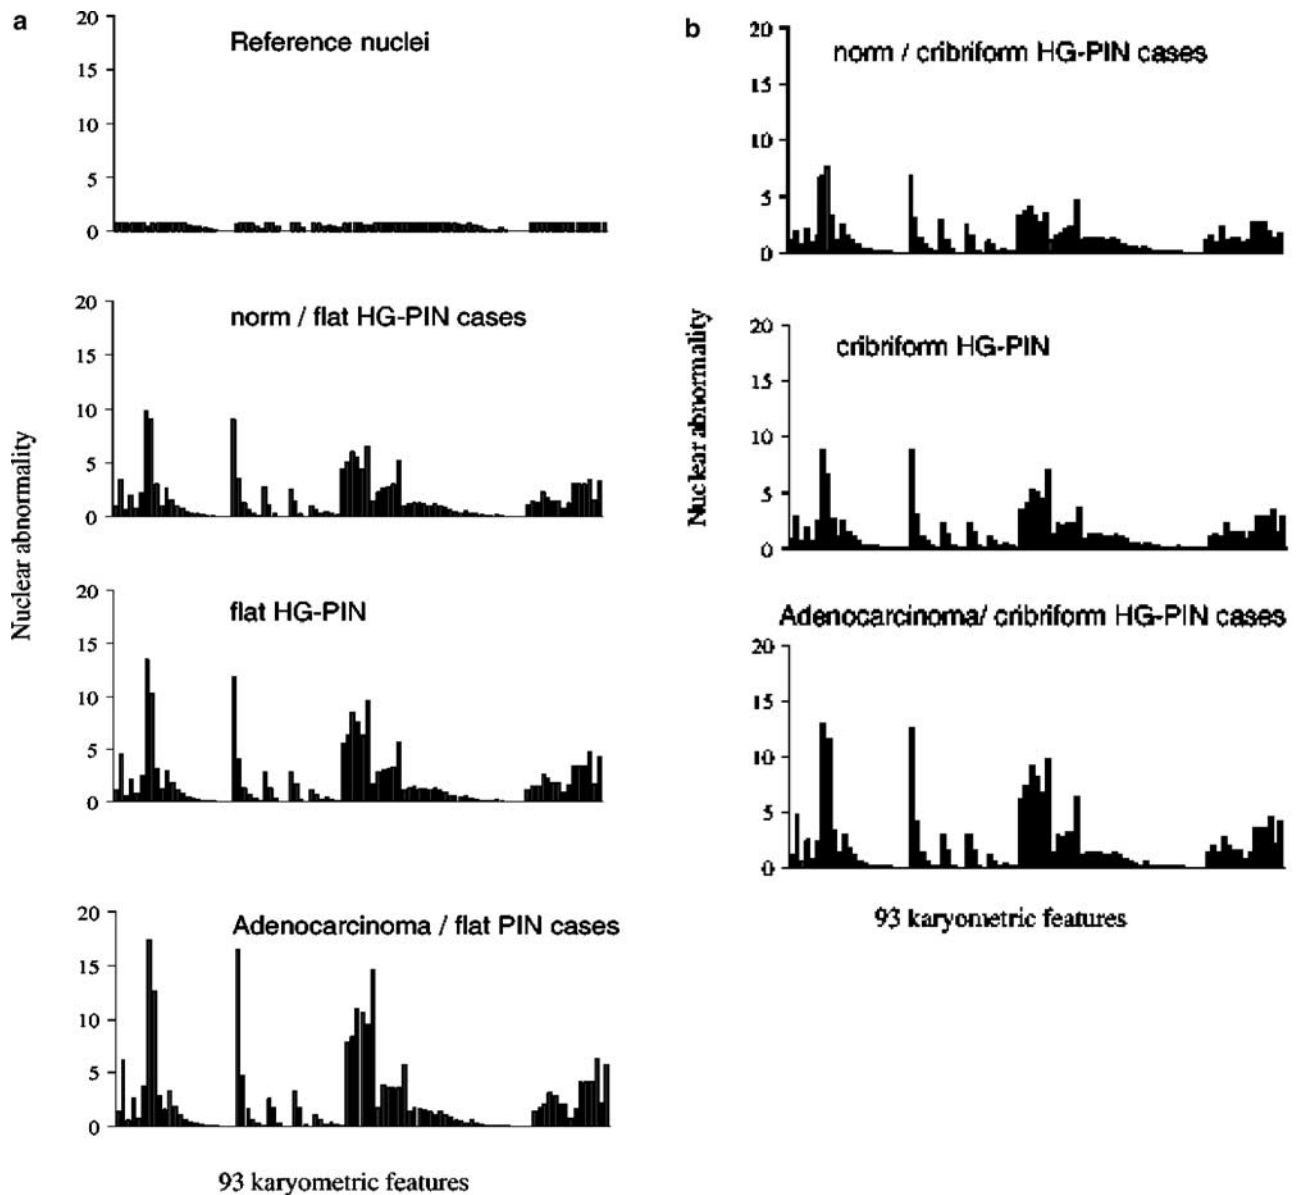 a
Reference nuclei
20
15
10
5
0
norm / flat HG-PIN cases
20
15
10
5
0
flat HG-PIN
20
15
10
5
0
Adenocarcinoma / flat PIN cases
20
15
10
5
0
Nuclear abnormality
93 karyometric features
b
norm / cribriform HG-PIN cases
20
15
10
5
0
cribriform HG-PIN
20
15
10
5
0
Adenocarcinoma/ cribriform HG-PIN cases
20
15
10
5
0
Nuclear abnormality
93 karyometric features